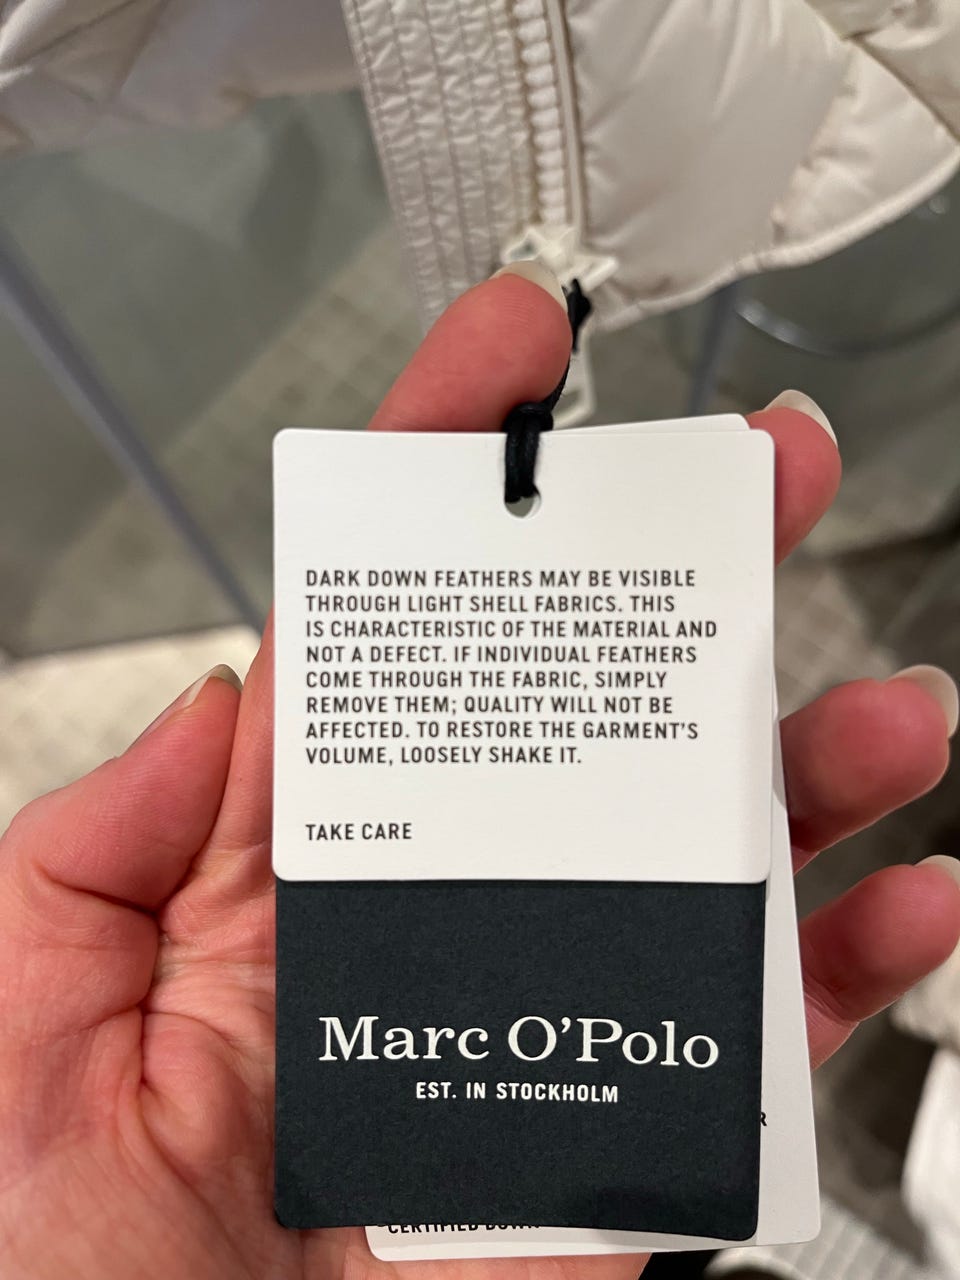 DARK DOWN FEATHERS MAY BE VISIBLE
THROUGH LIGHT SHELL FABRICS. THIS
IS CHARACTERISTIC OF THE MATERIAL AND
NOT A DEFECT. IF INDIVIDUAL FEATHERS
COME THROUGH THE FABRIC, SIMPLY
REMOVE THEM; QUALITY WILL NOT BE
AFFECTED. TO RESTORE THE GARMENT'S
VOLUME, LOOSELY SHAKE IT.
TAKE CARE
Marc O'Polo
EST. IN STOCKHOLM
CERTIFIED DOWN